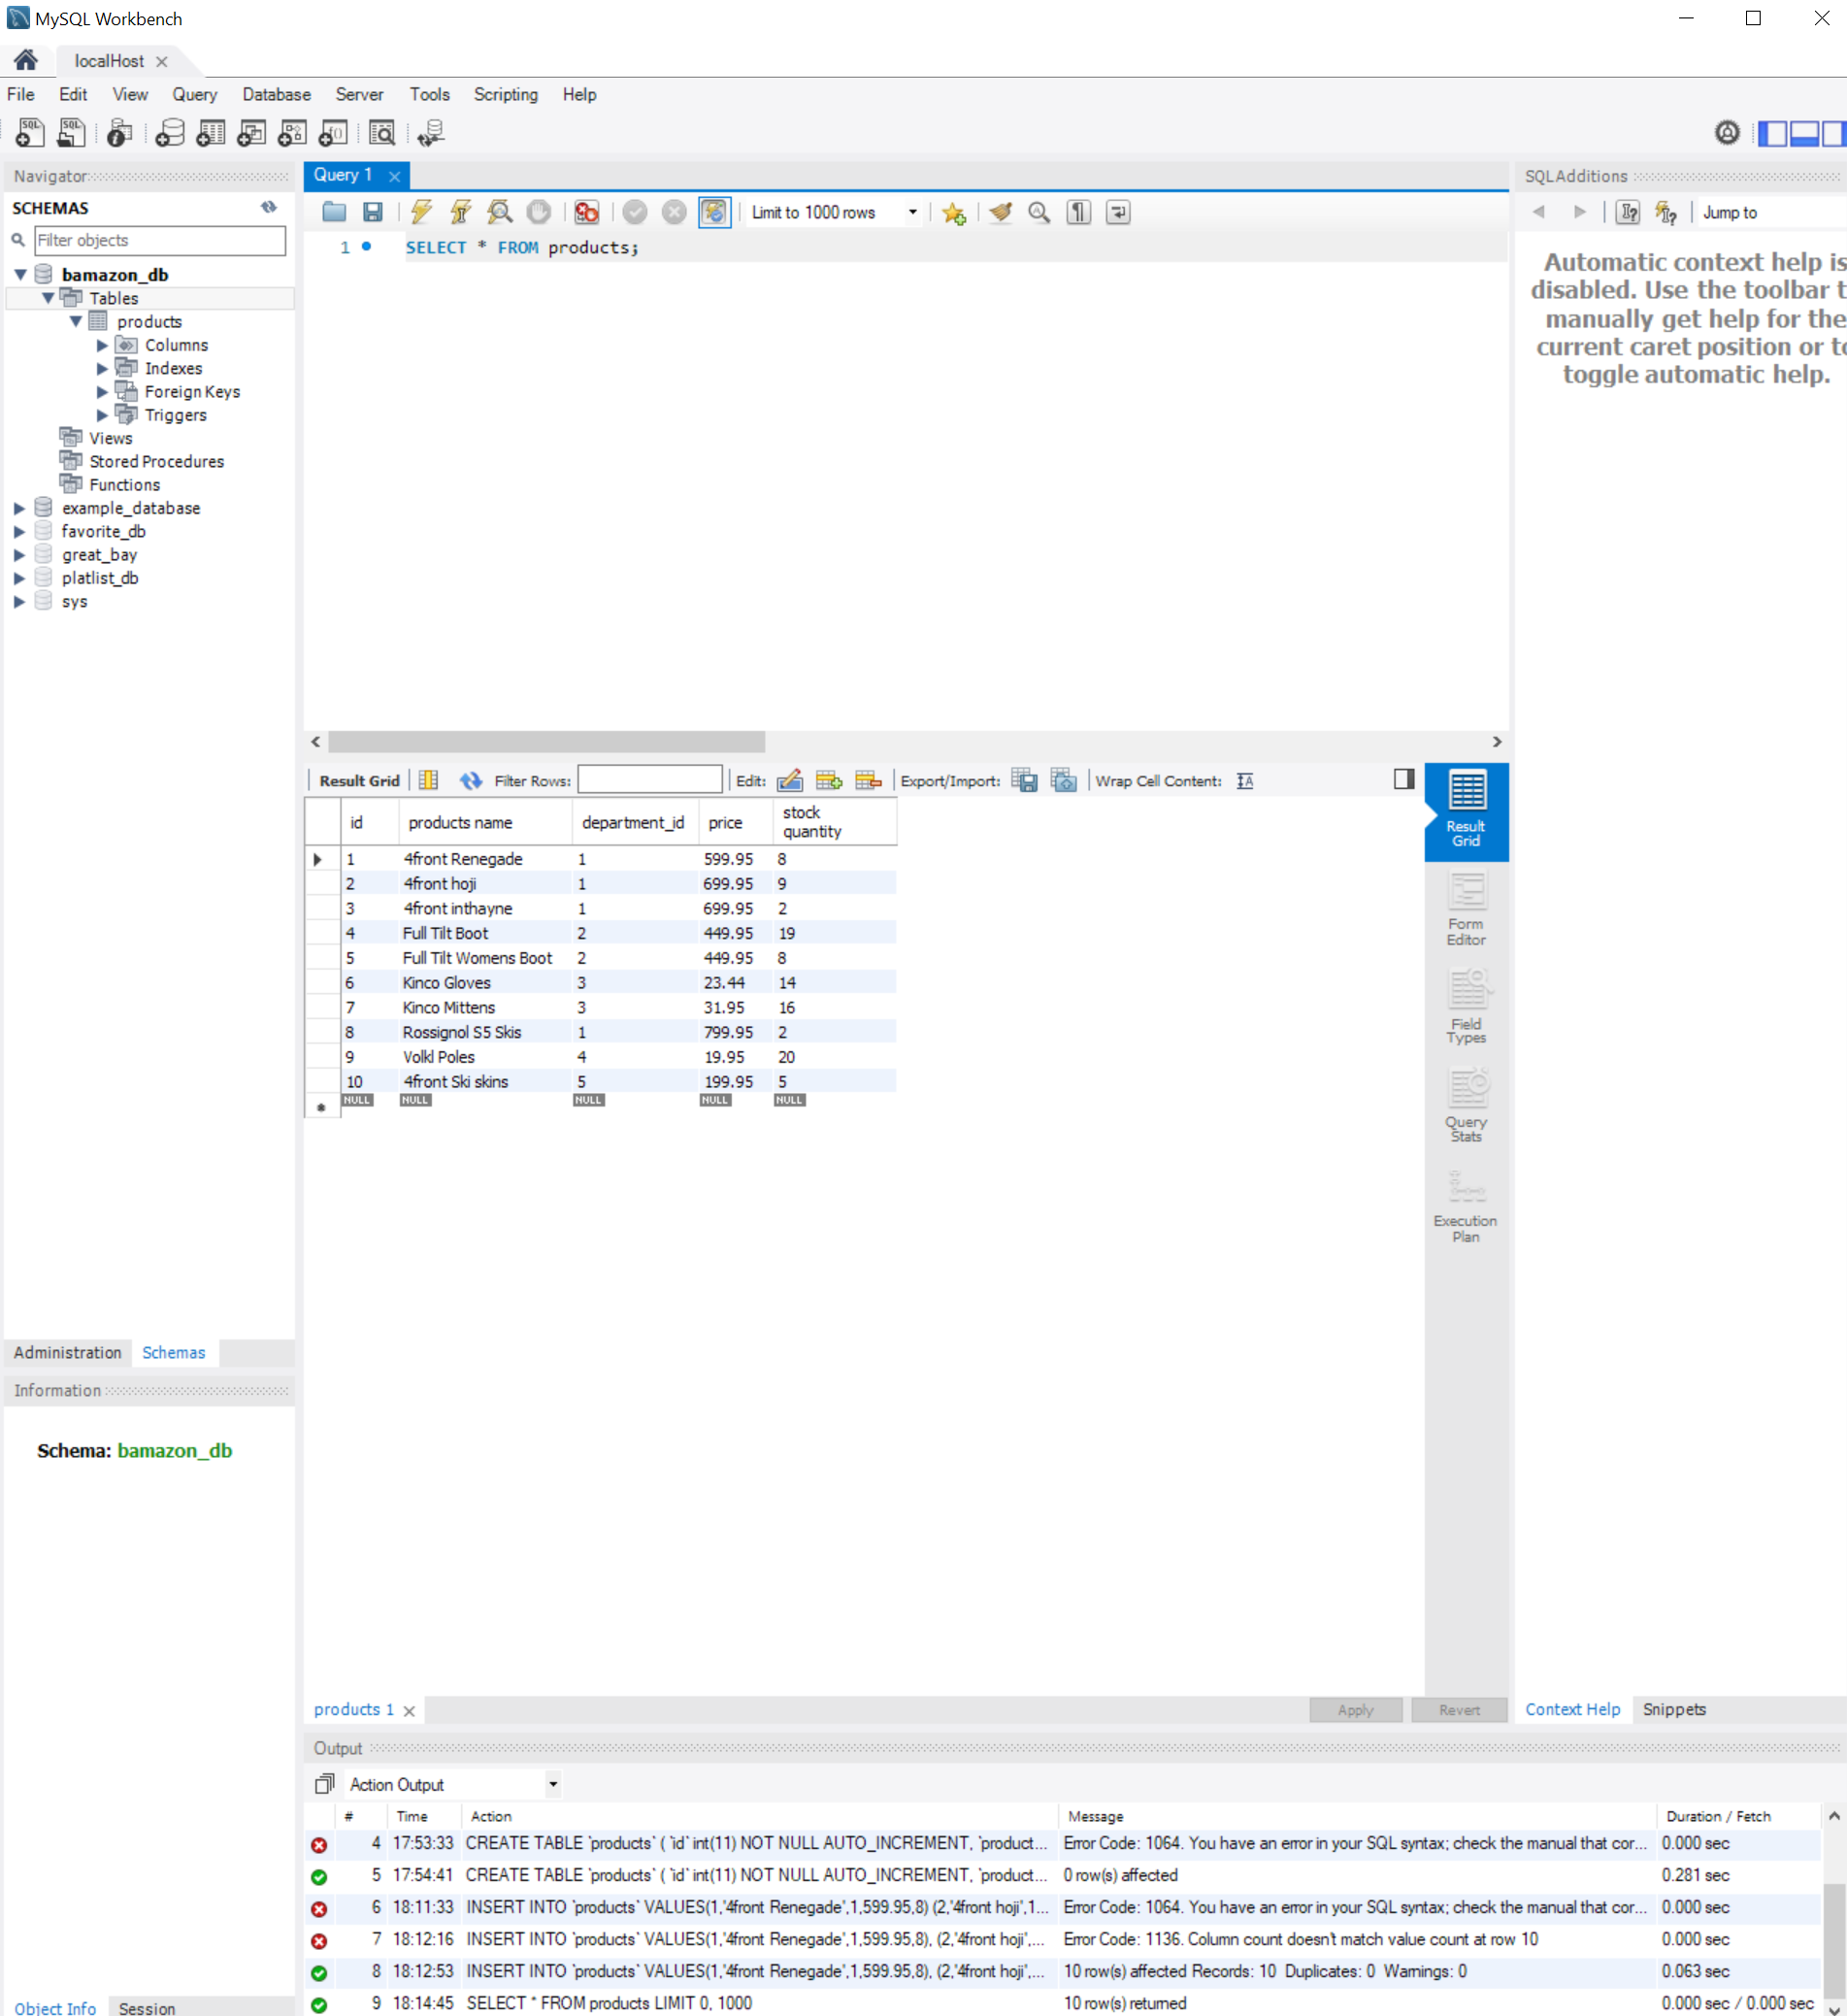 MySQL Workbench
localHost
File Edit View Query Database Server Tools Scripting Help
Navigator
SCHEMAS
Filter objects
bamazon_db
Tables
products
Columns
Indexes
Foreign Keys
Triggers
Views
Stored Procedures
Functions
example_database
favorite_db
great_bay
platlist_db
sys
Administration Schemas
Information
Schema: bamazon_db
Object Info Session
Query 1
Limit to 1000 rows
1 SELECT * FROM products;
Result Grid Filter Rows: Edit: Export/Import: Wrap Cell Content:
id products name department_id price stock quantity
1 4front Renegade 1 599.95 8
2 4front hoji 1 699.95 9
3 4front inthayne 1 699.95 2
4 Full Tilt Boot 2 449.95 19
5 Full Tilt Womens Boot 2 449.95 8
6 Kinco Gloves 3 23.44 14
7 Kinco Mittens 3 31.95 16
8 Rossignol S5 Skis 1 799.95 2
9 Volkl Poles 4 19.95 20
10 4front Ski skins 5 199.95 5
NULL NULL NULL NULL NULL
Result
Grid
Form
Editor
Field
Types
Query
Stats
Execution
Plan
products 1
Apply Revert
SQLAdditions
Jump to
Automatic context help is
disabled. Use the toolbar t
manually get help for the
current caret position or to
toggle automatic help.
Context Help Snippets
Output
Action Output
# Time Action Message Duration / Fetch
4 17:53:33 CREATE TABLE `products` ( `id` int(11) NOT NULL AUTO_INCREMENT, `product... Error Code: 1064. You have an error in your SQL syntax; check the manual that cor... 0.000 sec
5 17:54:41 CREATE TABLE `products` ( `id` int(11) NOT NULL AUTO_INCREMENT, `product... 0 row(s) affected 0.281 sec
6 18:11:33 INSERT INTO `products` VALUES(1,'4front Renegade',1,599.95,8) (2,'4front hoji',1... Error Code: 1064. You have an error in your SQL syntax; check the manual that cor... 0.000 sec
7 18:12:16 INSERT INTO `products` VALUES(1,'4front Renegade',1,599.95,8), (2,'4front hoji',... Error Code: 1136. Column count doesn't match value count at row 10 0.000 sec
8 18:12:53 INSERT INTO `products` VALUES(1,'4front Renegade',1,599.95,8), (2,'4front hoji',... 10 row(s) affected Records: 10 Duplicates: 0 Warnings: 0 0.063 sec
9 18:14:45 SELECT * FROM products LIMIT 0, 1000 10 row(s) returned 0.000 sec / 0.000 sec